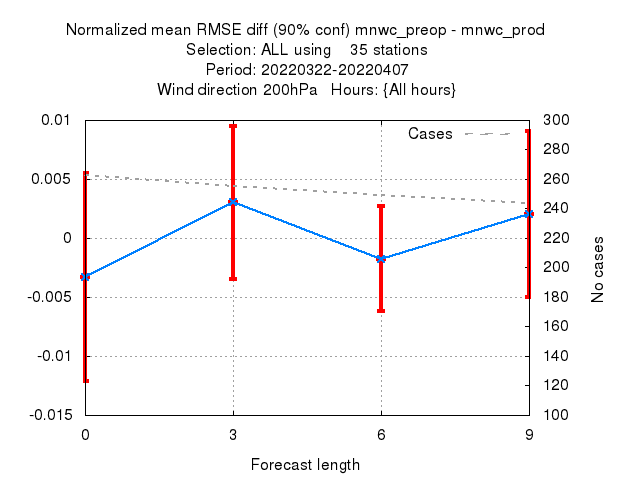 Normalized mean RMSE diff (90% conf) mnwc_preop - mnwc_prod
Selection: ALL using    35 stations
Period: 20220322-20220407
Wind direction 200hPa   Hours: {All hours}
0.01
0.005
0
-0.005
-0.01
-0.015
Cases
300
280
260
240
220
200
180
160
140
120
100
No cases
0 3 6 9
Forecast length